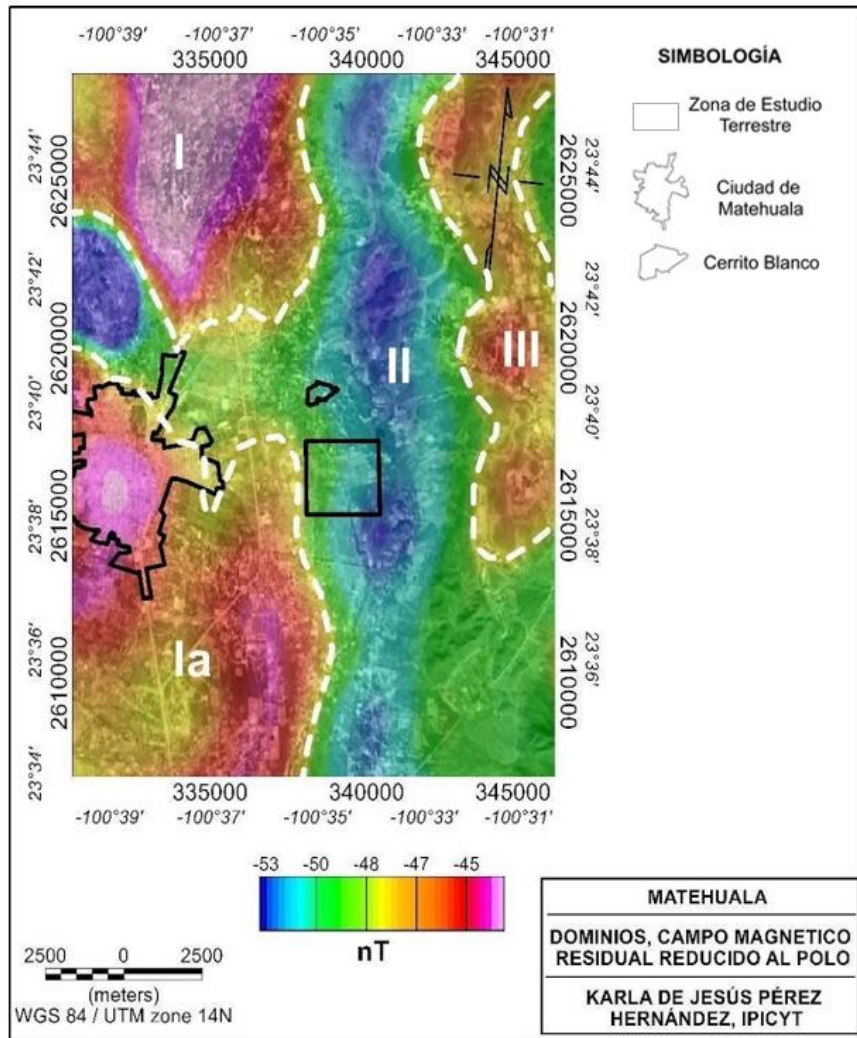 -100°39' -100°37' -100°35' -100°33' -100°31'
335000 340000 345000
SIMBOLOGÍA
Zona de Estudio
Terrestre
Ciudad de
Matehuala
Cerrito Blanco
23°44'
2625000
23°42'
2620000
23°40'
2615000
23°38'
23°36'
2610000
23°34'
I
II
III
Ia
N
23°44'
2625000
23°42'
2620000
23°40'
2615000
23°38'
23°36'
2610000
335000 340000 345000
-100°39' -100°37' -100°35' -100°33' -100°31'
-53 -50 -48 -47 -45
nT
2500 0 2500
(meters)
WGS 84 / UTM zone 14N
MATEHUALA
DOMINIOS, CAMPO MAGNETICO
RESIDUAL REDUCIDO AL POLO
KARLA DE JESÚS PÉREZ
HERNÁNDEZ, IPICYT